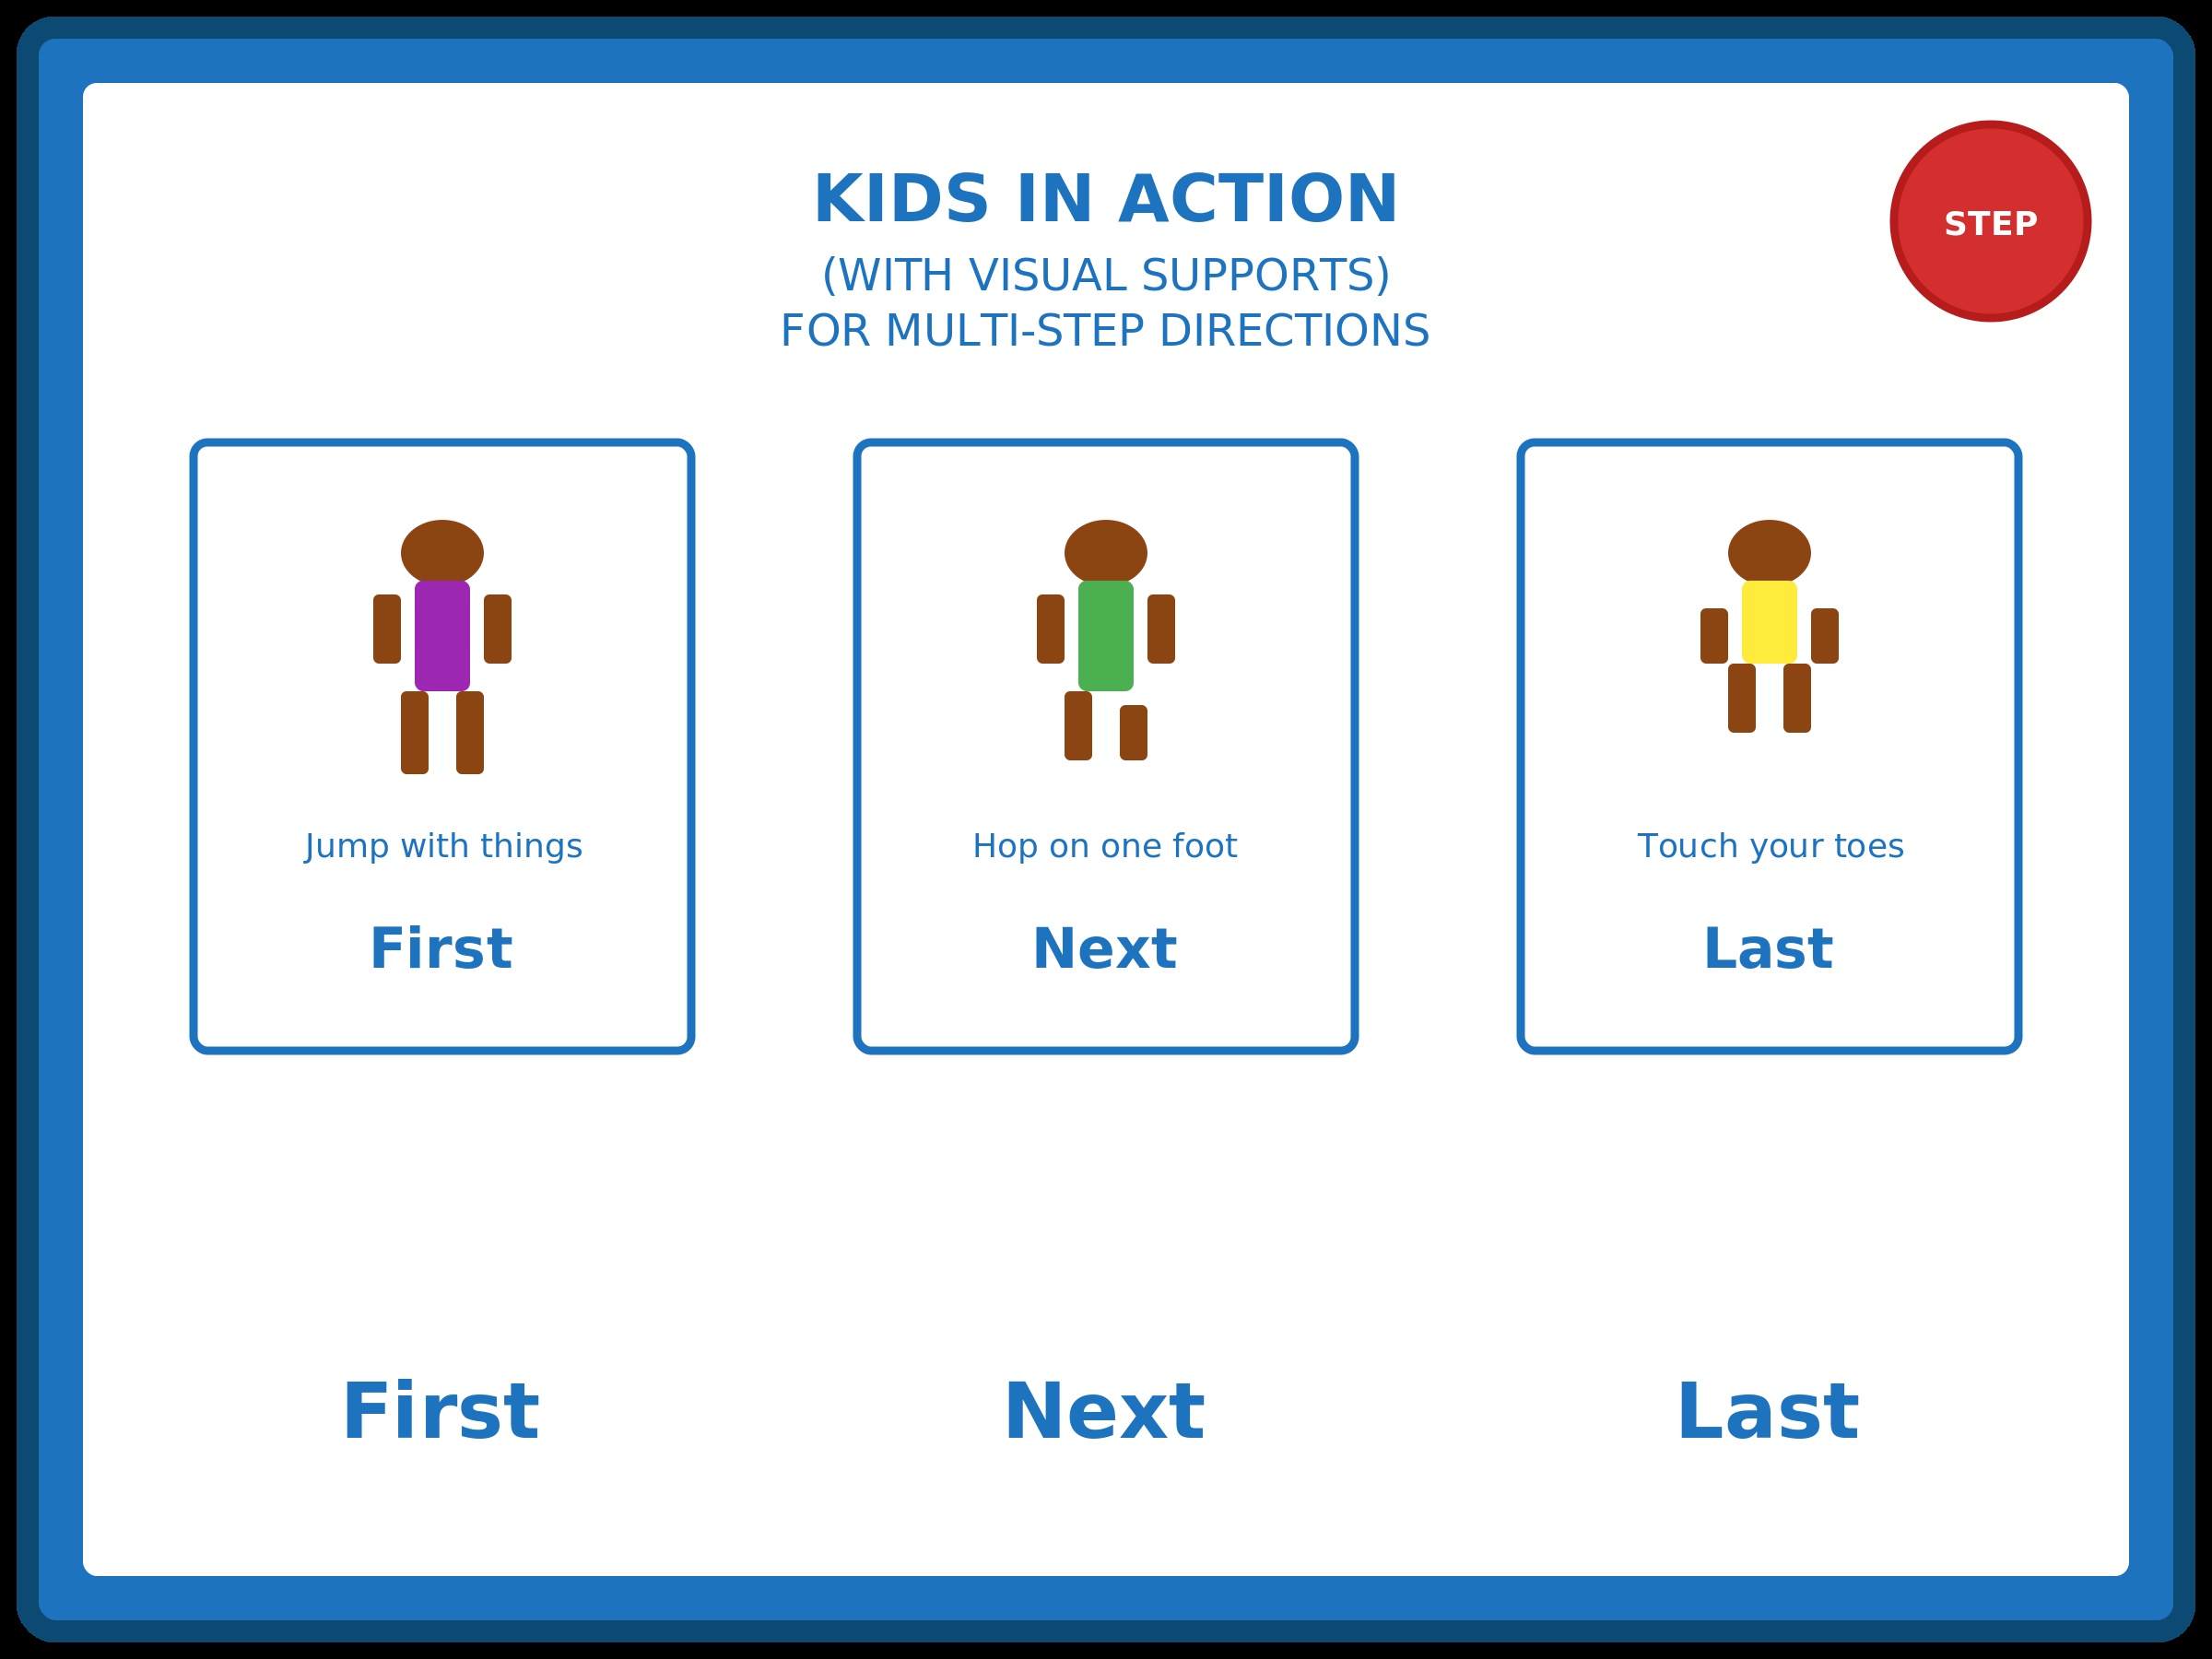 KIDS IN ACTION
(WITH VISUAL SUPPORTS)
FOR MULTI-STEP DIRECTIONS
STEP
Jump with things
First
Hop on one foot
Next
Touch your toes
Last
First
Next
Last